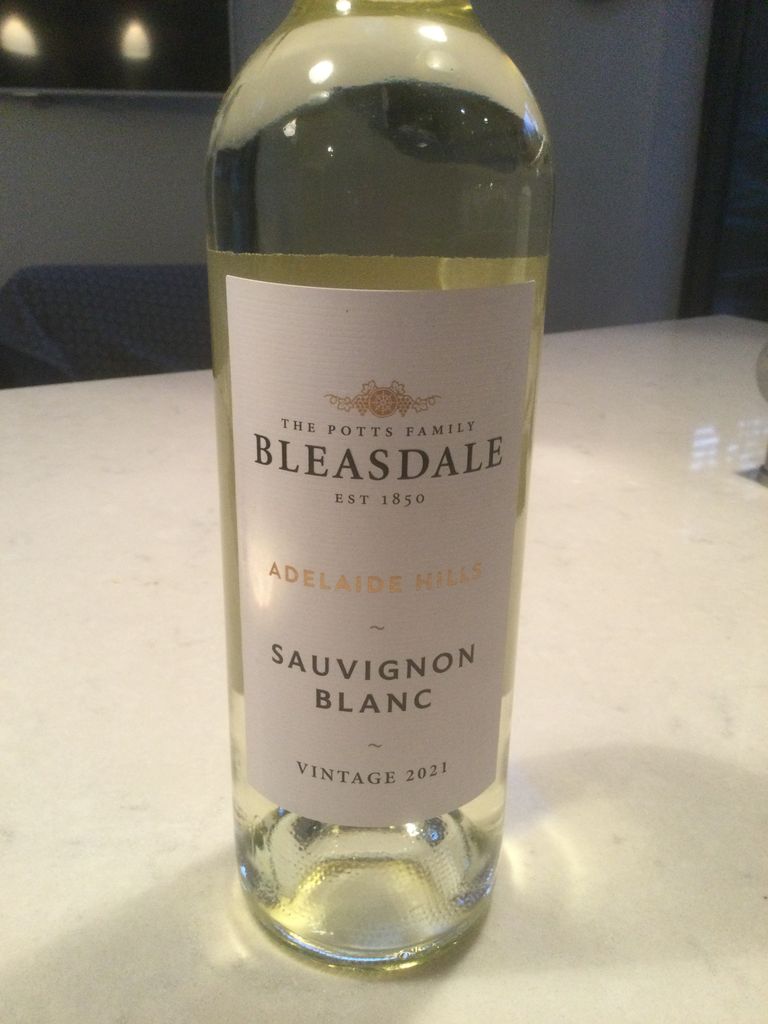 THE POTTS FAMILY
BLEASDALE
EST 1850
ADELAIDE HILLS
~
SAUVIGNON
BLANC
~
VINTAGE 2021